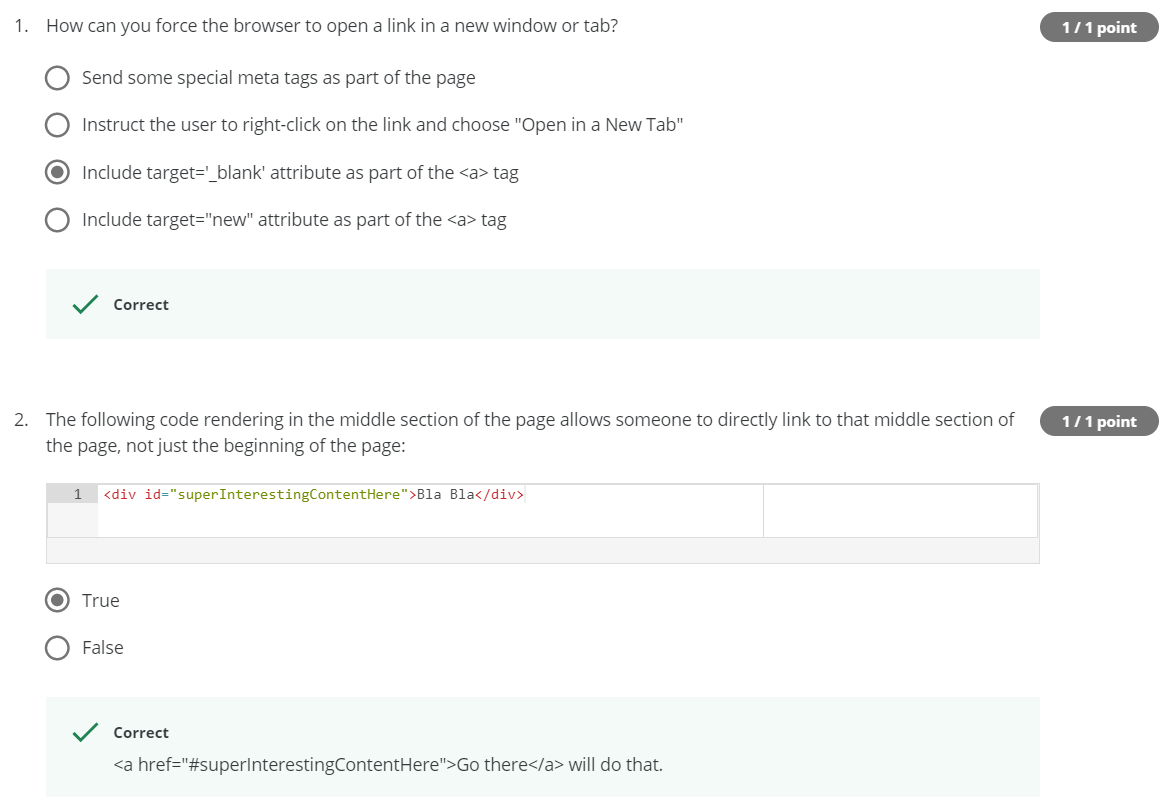 1. How can you force the browser to open a link in a new window or tab?
1 / 1 point
Send some special meta tags as part of the page
Instruct the user to right-click on the link and choose "Open in a New Tab"
Include target='_blank' attribute as part of the <a> tag
Include target="new" attribute as part of the <a> tag
Correct
2. The following code rendering in the middle section of the page allows someone to directly link to that middle section of
the page, not just the beginning of the page:
1 / 1 point
1 <div id="superInterestingContentHere">Bla Bla</div>
True
False
Correct
<a href="#superInterestingContentHere">Go there</a> will do that.